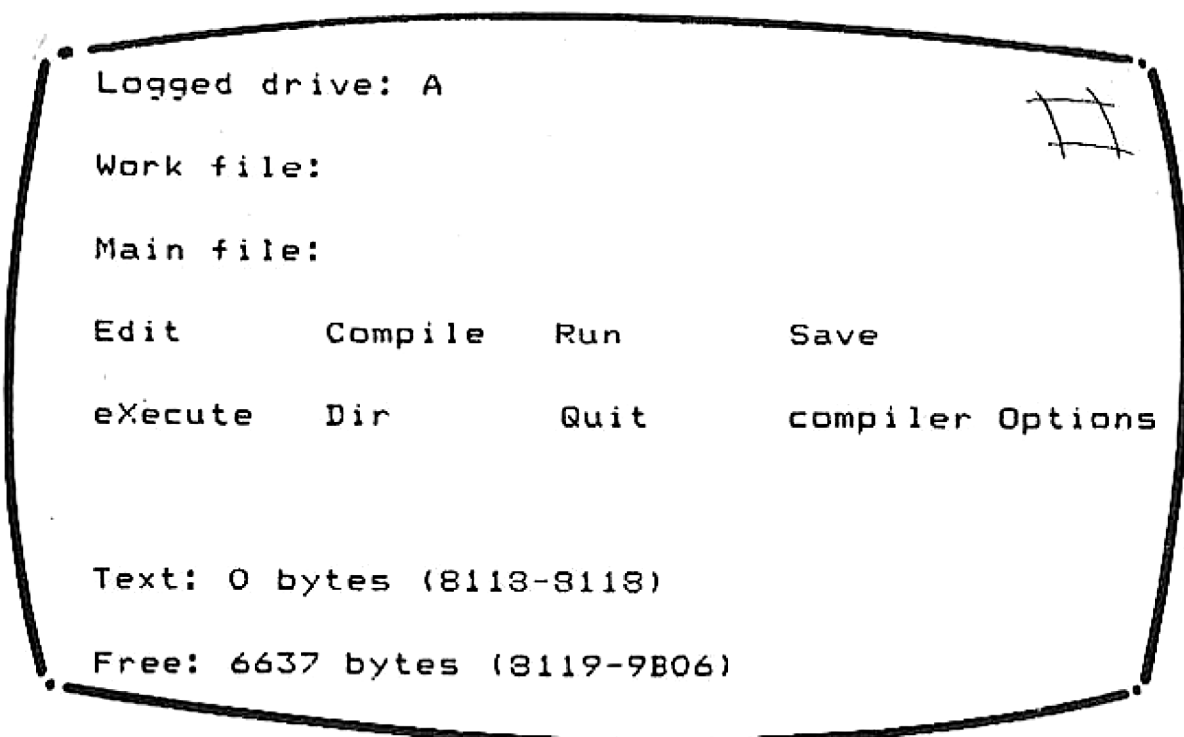 Logged drive: A
Work file:
Main file:
Edit Compile Run Save
eXecute Dir Quit compiler Options
Text: 0 bytes (8118-8118)
Free: 6637 bytes (8119-9B06)